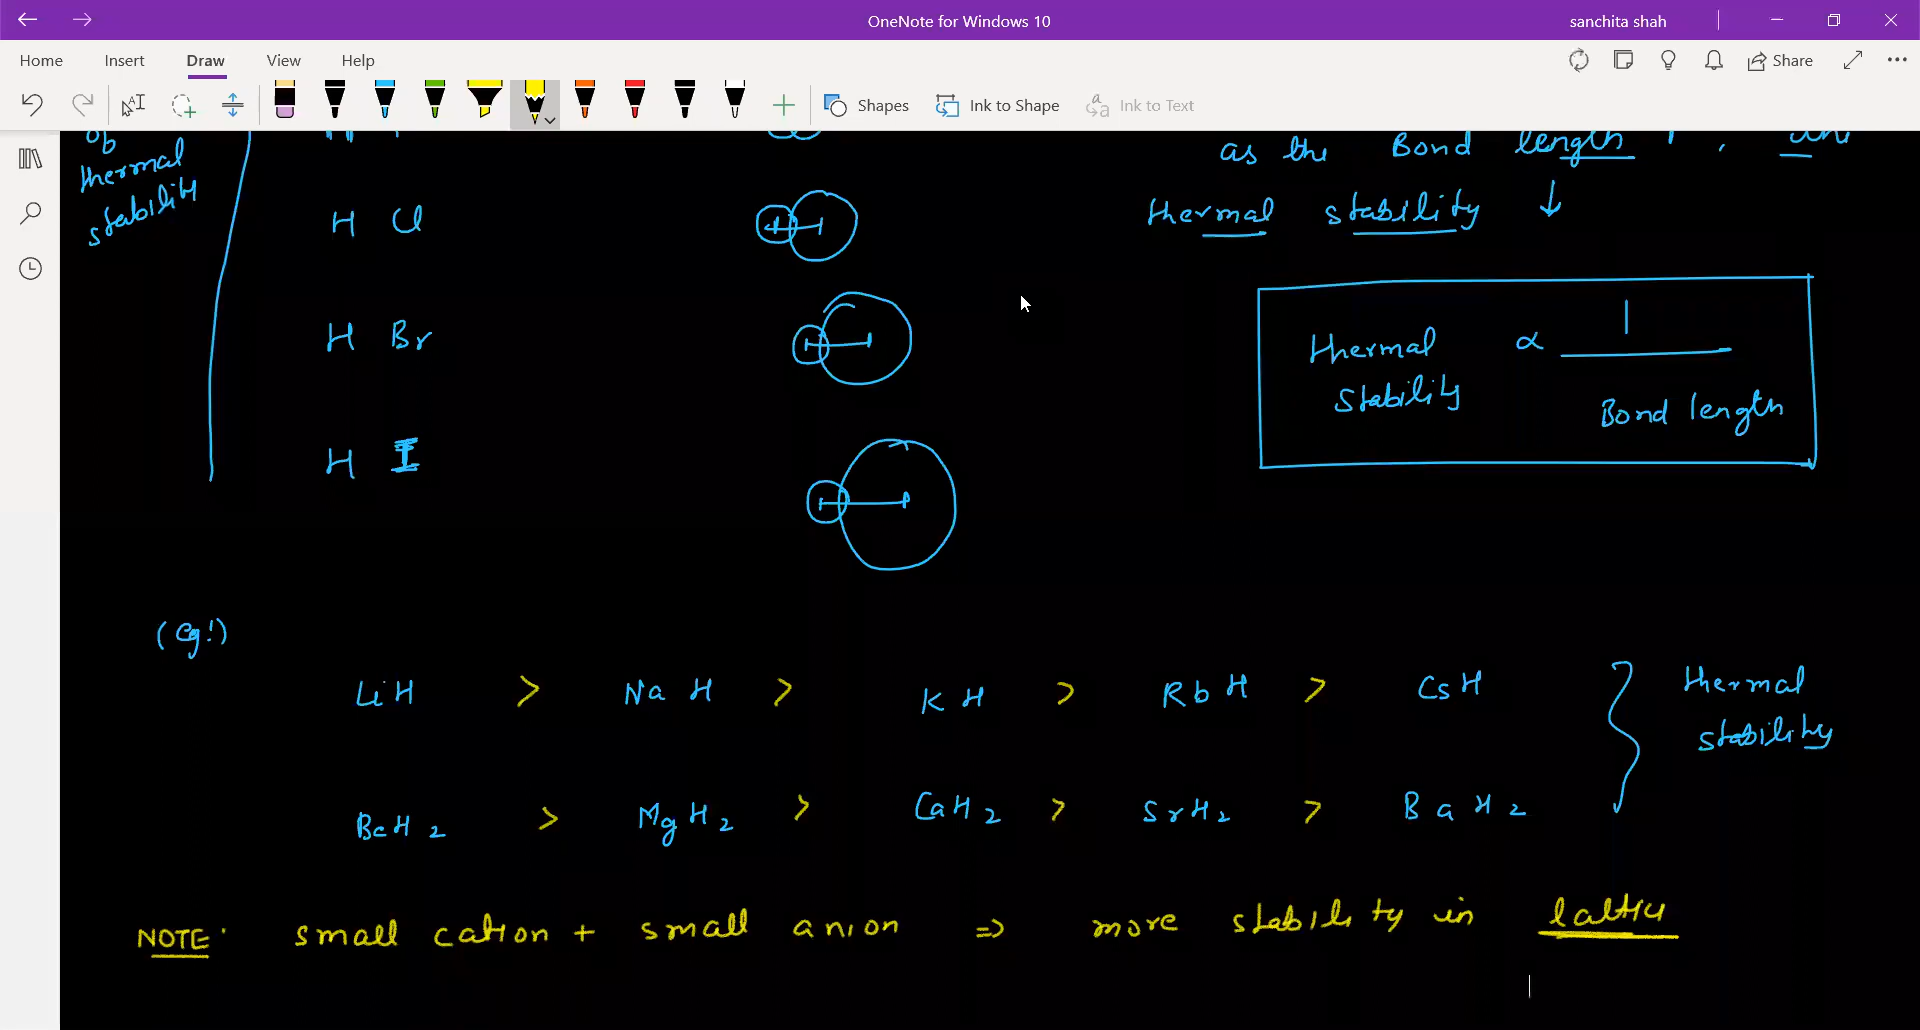 OneNote for Windows 10
sanchita shah
Home Insert Draw View Help
Share
Shapes Ink to Shape Ink to Text
of
thermal
stability
H Cl
H Br
H I
as the Bond length ↑, the
thermal stability ↓
Thermal Stability ∝ 1 / Bond length
(Eg:)
LiH > NaH > KH > RbH > CsH
BeH2 > MgH2 > CaH2 > SrH2 > BaH2
thermal
stability
NOTE: small cation + small anion => more stability in lattice